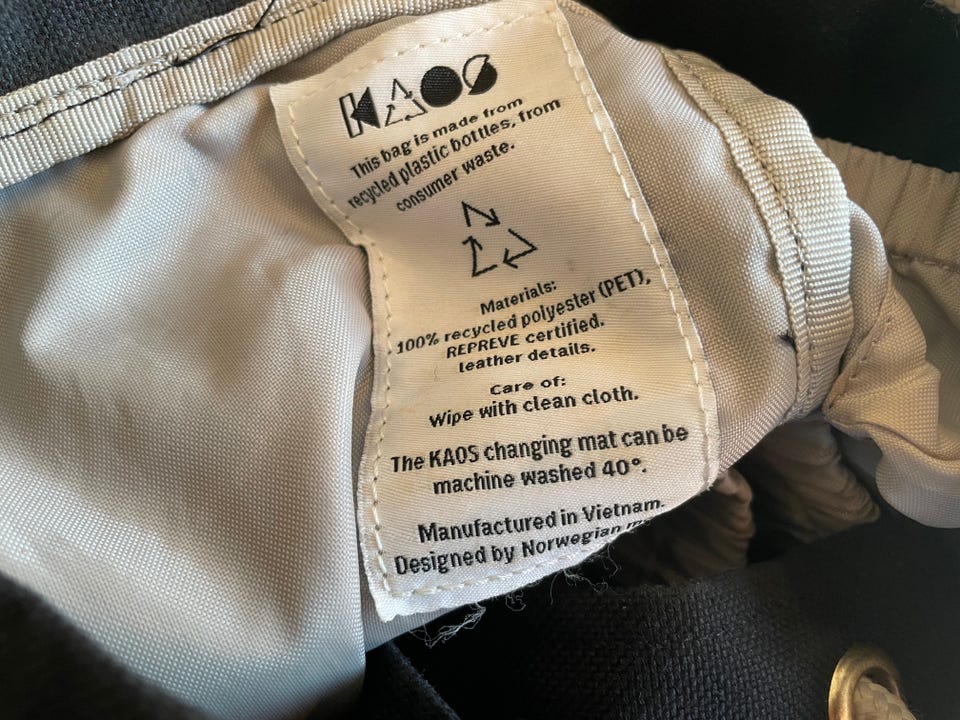 KAOS
This bag is made from
recycled plastic bottles, from
consumer waste.
Materials:
100% recycled polyester (PET),
REPREVE certified.
leather details.
Care of:
Wipe with clean cloth.
The KAOS changing mat can be
machine washed 40°.
Manufactured in Vietnam.
Designed by Norwegian